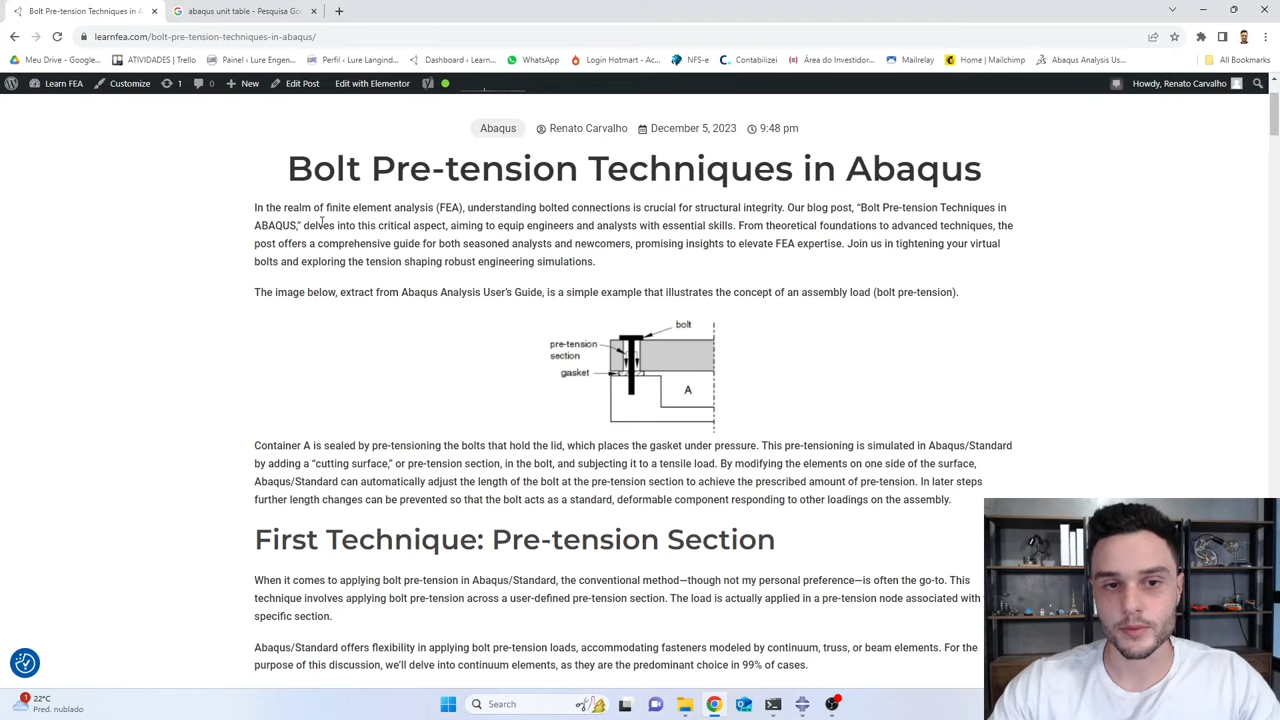 Bolt Pre-tension Techniques in A
abaqus unit table - Pesquisa Go
learnfea.com/bolt-pre-tension-techniques-in-abaqus/
Meu Drive - Google...
ATIVIDADES | Trello
Painel ‹ Lure Engen...
Perfil ‹ Lure Langind...
Dashboard ‹ Learn...
WhatsApp
Login Hotmart - Ac...
NFS-e
Contabilizei
Área do Investidor...
Mailrelay
Home | Mailchimp
Abaqus Analysis Us...
All Bookmarks
Learn FEA
Customize
1
0
New
Edit Post
Edit with Elementor
Howdy, Renato Carvalho
Abaqus
Renato Carvalho
December 5, 2023
9:48 pm
Bolt Pre-tension Techniques in Abaqus
In the realm of finite element analysis (FEA), understanding bolted connections is crucial for structural integrity. Our blog post, “Bolt Pre-tension Techniques in
ABAQUS,” delves into this critical aspect, aiming to equip engineers and analysts with essential skills. From theoretical foundations to advanced techniques, the
post offers a comprehensive guide for both seasoned analysts and newcomers, promising insights to elevate FEA expertise. Join us in tightening your virtual
bolts and exploring the tension shaping robust engineering simulations.
The image below, extract from Abaqus Analysis User’s Guide, is a simple example that illustrates the concept of an assembly load (bolt pre-tension).
bolt
pre-tension
section
gasket
A
Container A is sealed by pre-tensioning the bolts that hold the lid, which places the gasket under pressure. This pre-tensioning is simulated in Abaqus/Standard
by adding a “cutting surface,” or pre-tension section, in the bolt, and subjecting it to a tensile load. By modifying the elements on one side of the surface,
Abaqus/Standard can automatically adjust the length of the bolt at the pre-tension section to achieve the prescribed amount of pre-tension. In later steps
further length changes can be prevented so that the bolt acts as a standard, deformable component responding to other loadings on the assembly.
First Technique: Pre-tension Section
When it comes to applying bolt pre-tension in Abaqus/Standard, the conventional method—though not my personal preference—is often the go-to. This
technique involves applying bolt pre-tension across a user-defined pre-tension section. The load is actually applied in a pre-tension node associated with
specific section.
Abaqus/Standard offers flexibility in applying bolt pre-tension loads, accommodating fasteners modeled by continuum, truss, or beam elements. For the
purpose of this discussion, we’ll delve into continuum elements, as they are the predominant choice in 99% of cases.
1
22°C
Pred. nublado
Search